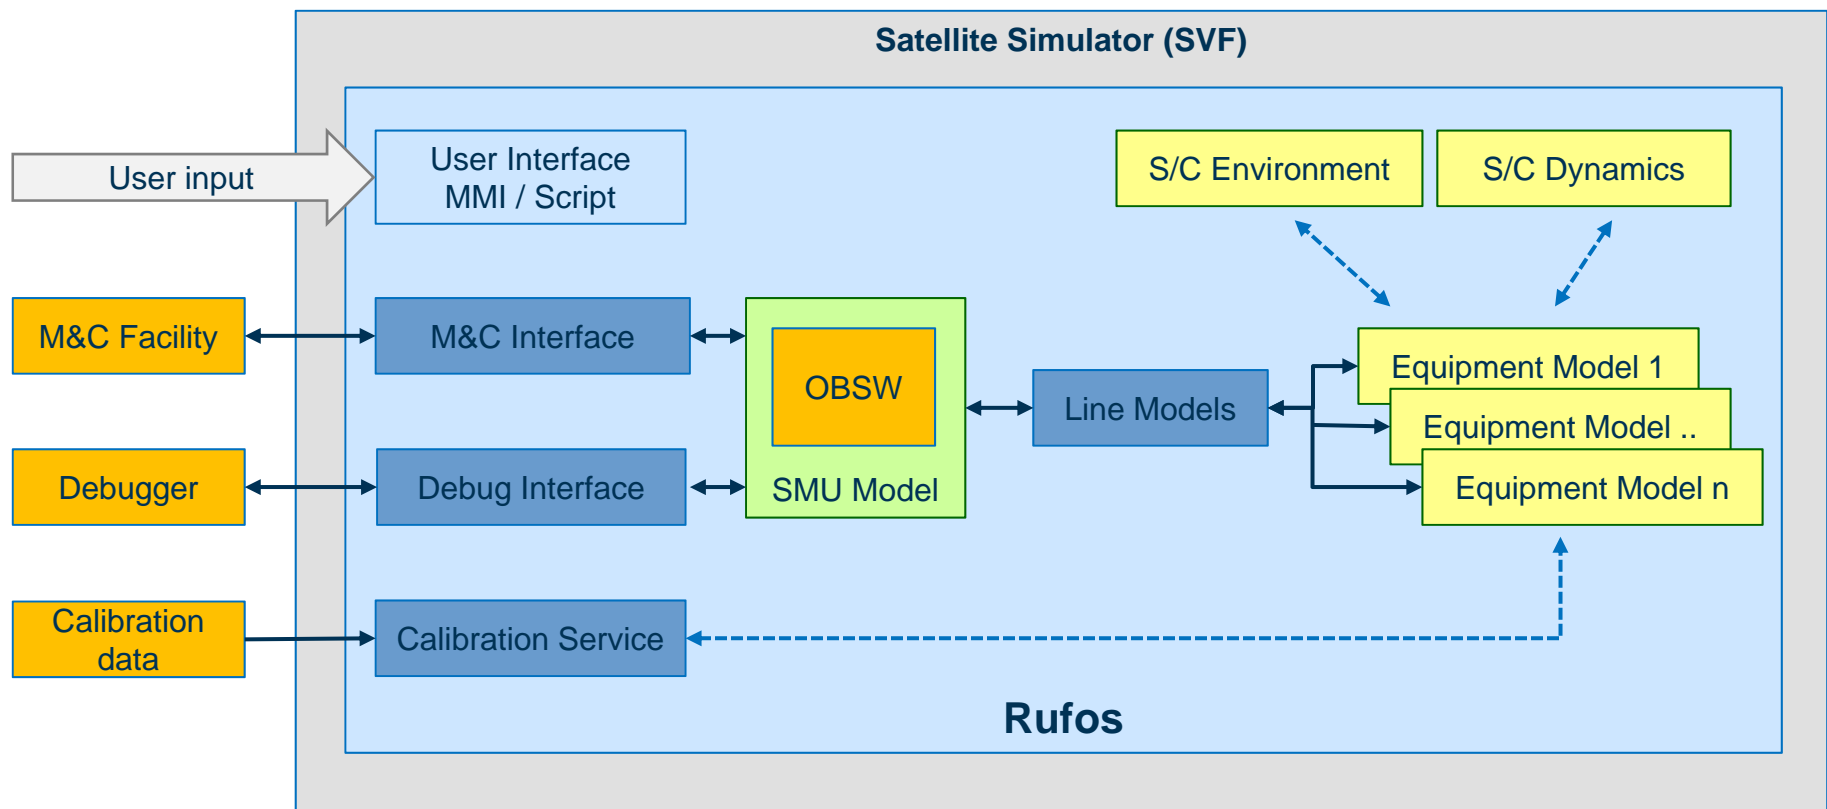 Satellite Simulator (SVF)
User input
User Interface
MMI / Script
S/C Environment
S/C Dynamics
M&C Facility
M&C Interface
OBSW
SMU Model
Line Models
Equipment Model 1
Equipment Model ..
Equipment Model n
Debugger
Debug Interface
Calibration
data
Calibration Service
Rufos